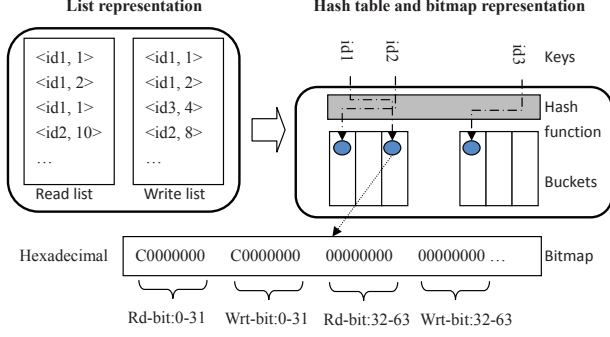 List representation
Hash table and bitmap representation
<id1, 1>
<id1, 2>
<id1, 1>
<id2, 10>
…
Read list
<id1, 1>
<id1, 2>
<id3, 4>
<id2, 8>
…
Write list
id1
id2
id3
Keys
Hash
function
Buckets
Hexadecimal
C0000000 C0000000 00000000 00000000 …
Bitmap
Rd-bit:0-31 Wrt-bit:0-31 Rd-bit:32-63 Wrt-bit:32-63